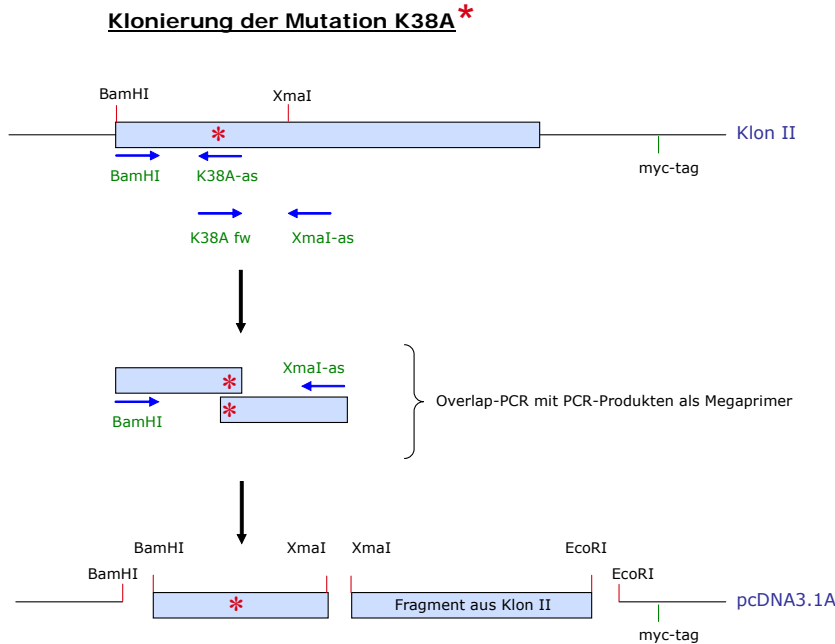 Klonierung der Mutation K38A*
BamHI XmaI
*
Klon II
BamHI K38A-as myc-tag
K38A fw XmaI-as
XmaI-as
*
*
BamHI
Overlap-PCR mit PCR-Produkten als Megaprimer
BamHI XmaI XmaI EcoRI
BamHI EcoRI
* Fragment aus Klon II pcDNA3.1A
myc-tag